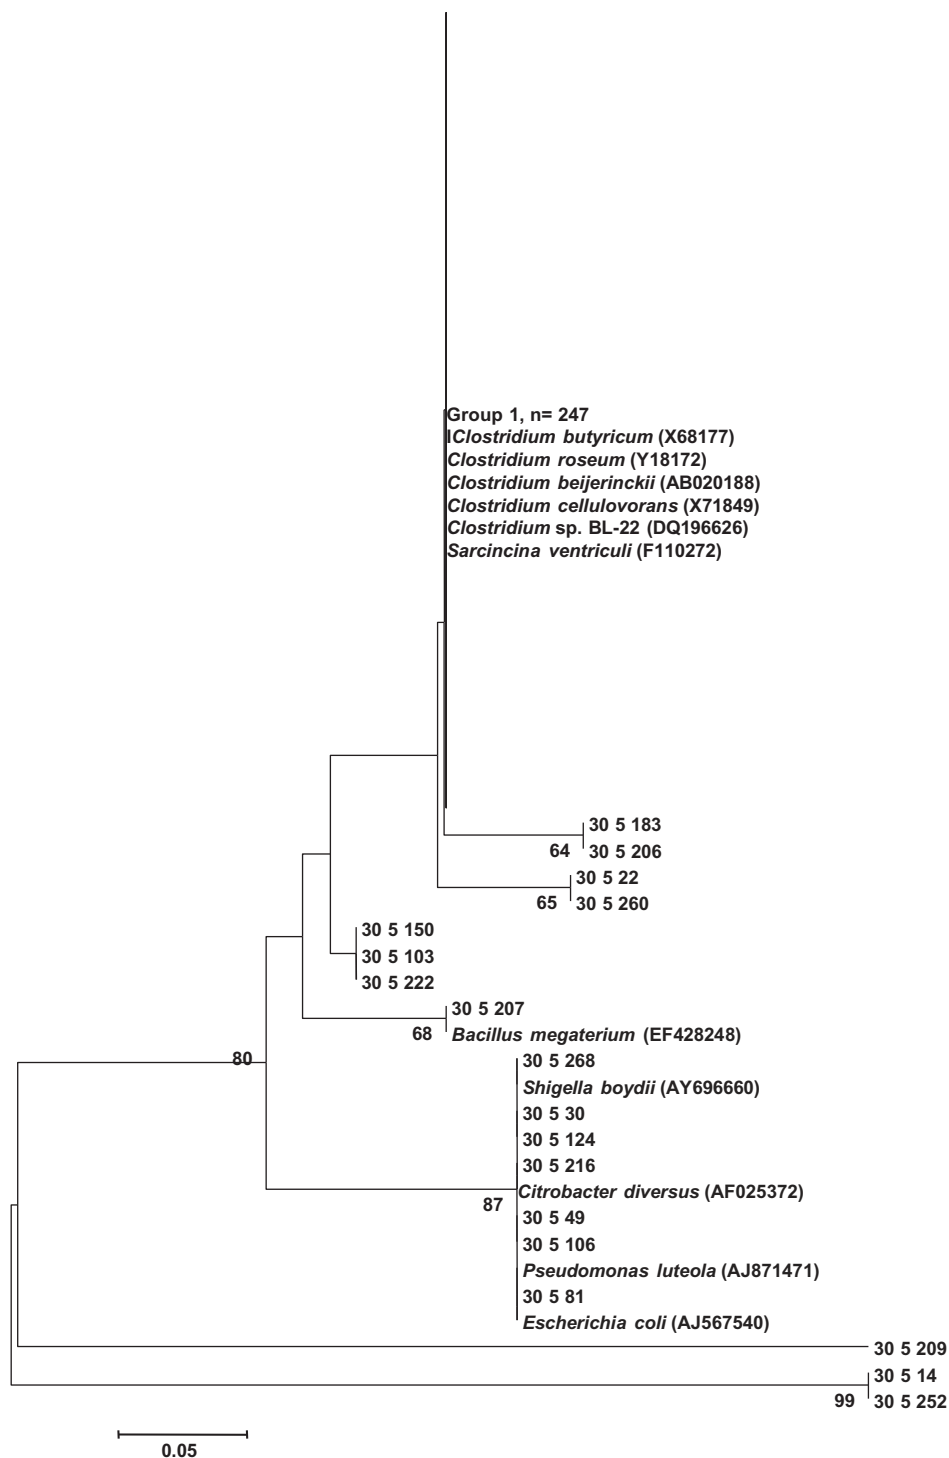 Group 1, n= 247
IClostridium butyricum (X68177)
Clostridium roseum (Y18172)
Clostridium beijerinckii (AB020188)
Clostridium cellulovorans (X71849)
Clostridium sp. BL-22 (DQ196626)
Sarcincina ventriculi (F110272)
30 5 183
64
30 5 206
30 5 22
65
30 5 260
30 5 150
30 5 103
30 5 222
30 5 207
68
Bacillus megaterium (EF428248)
80
30 5 268
Shigella boydii (AY696660)
30 5 30
30 5 124
30 5 216
Citrobacter diversus (AF025372)
87
30 5 49
30 5 106
Pseudomonas luteola (AJ871471)
30 5 81
Escherichia coli (AJ567540)
30 5 209
30 5 14
99
30 5 252
0.05